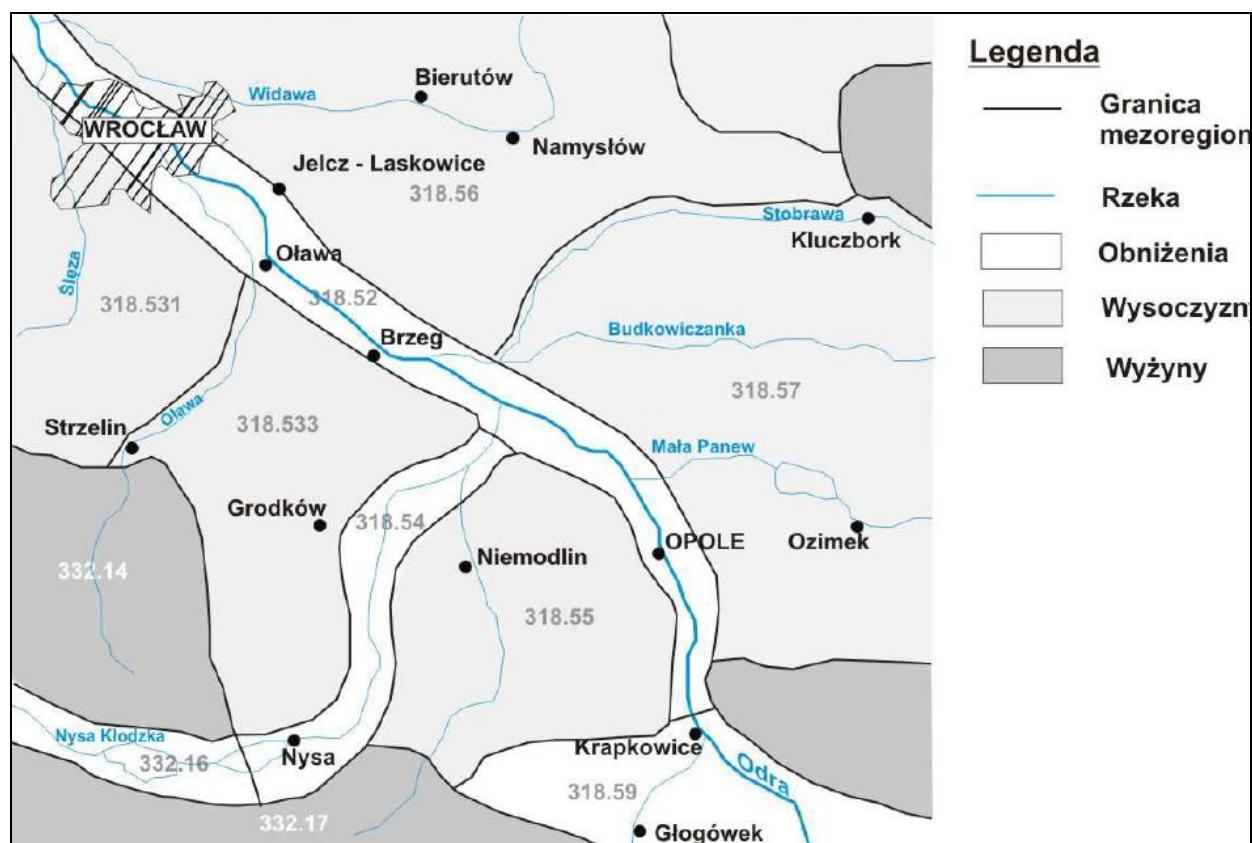 Legenda
Granica
mezoregion
Rzeka
Obniżenia
Wysoczyzny
Wyżyny
Bierutów
Widawa
WROCŁAW
Namysłów
Jelcz - Laskowice
318.56
Stobrawa
Kluczbork
Oława
Ślęza
318.531
318.52
Budkowiczanka
Brzeg
318.57
Oława
318.533
Strzelin
Mała Panew
Grodków
318.54
OPOLE
Ozimek
Niemodlin
332.14
318.55
Nysa Kłodzka
Nysa
332.16
Krapkowice
Odra
318.59
332.17
Głogówek